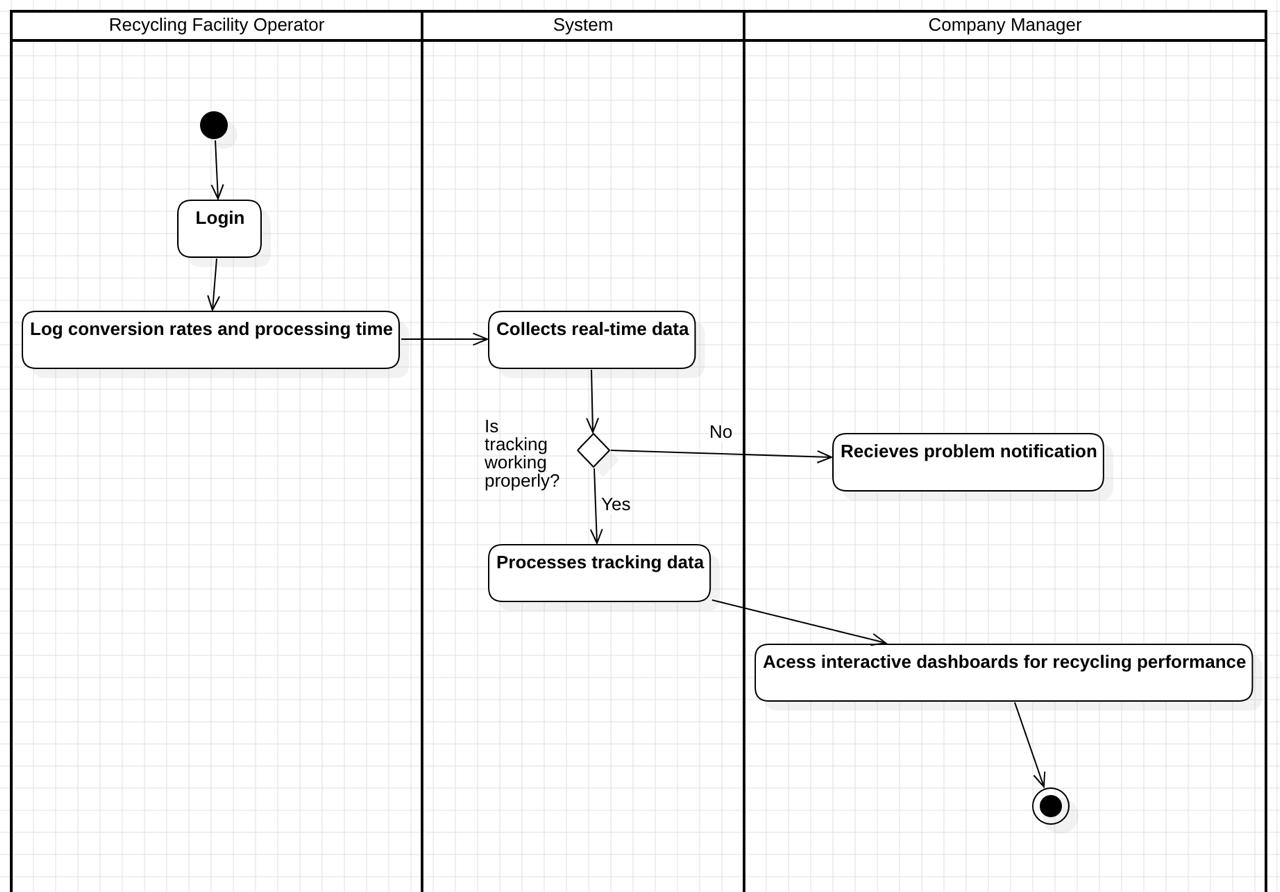 Recycling Facility Operator
System
Company Manager
Login
Log conversion rates and processing time
Collects real-time data
Is
tracking
working
properly?
No
Recieves problem notification
Yes
Processes tracking data
Acess interactive dashboards for recycling performance